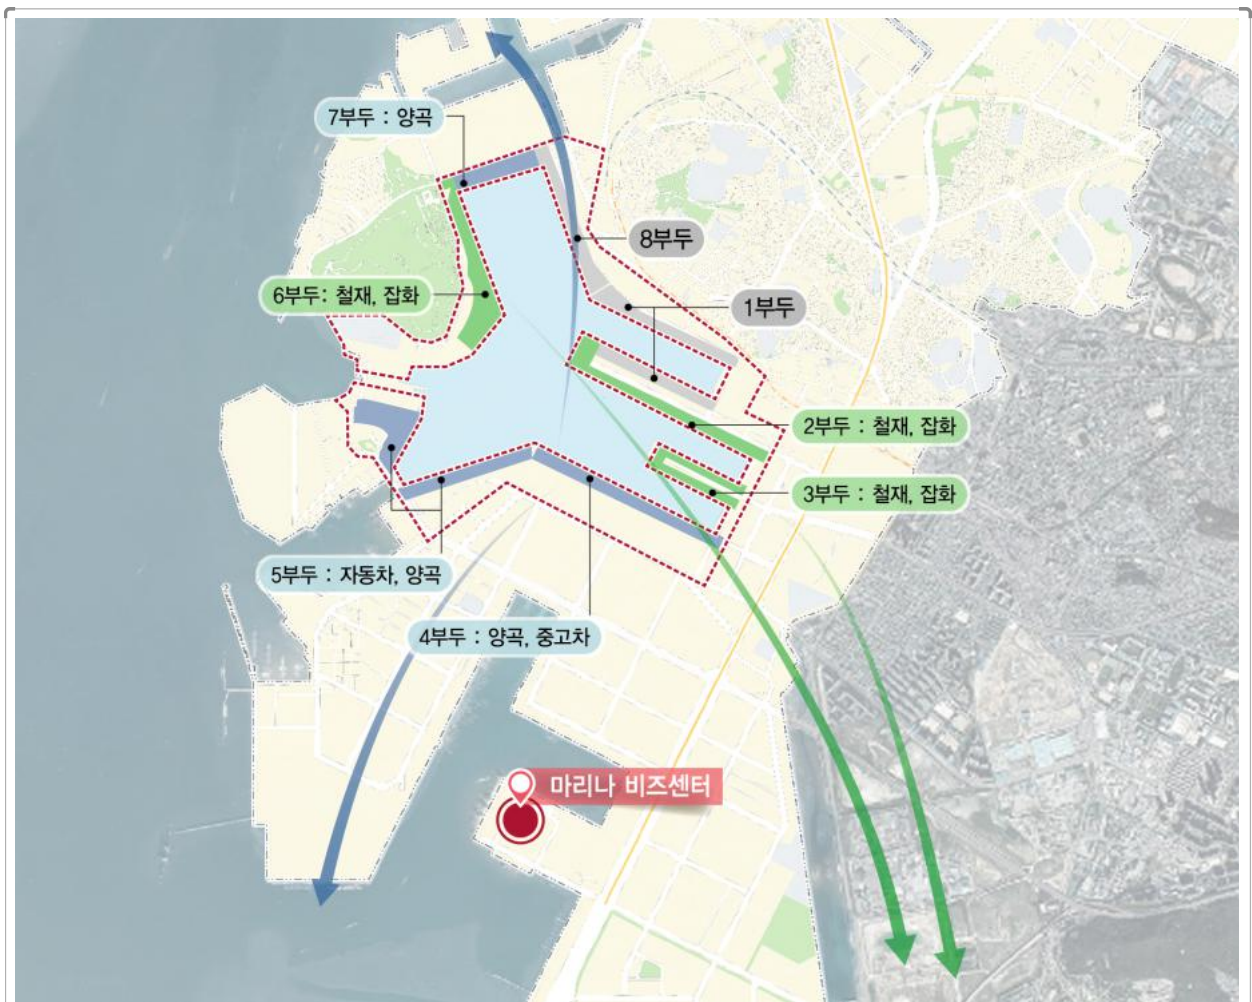 7부두 : 양곡
8부두
6부두: 철재, 잡화
1부두
2부두 : 철재, 잡화
3부두 : 철재, 잡화
5부두 : 자동차, 양곡
4부두 : 양곡, 중고차
마리나 비즈센터